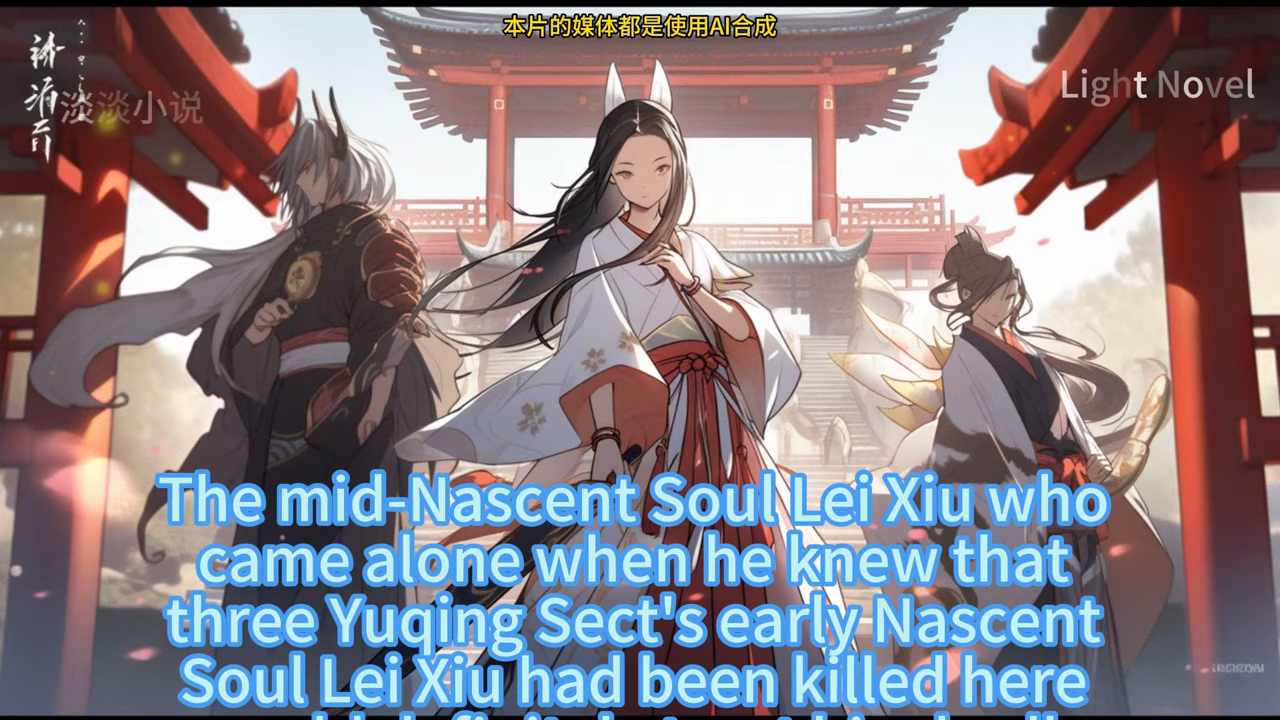 本片的媒体都是使用AI合成
Light Novel
淡淡小说
The mid-Nascent Soul Lei Xiu who
came alone when he knew that
three Yuqing Sect's early Nascent
Soul Lei Xiu had been killed here